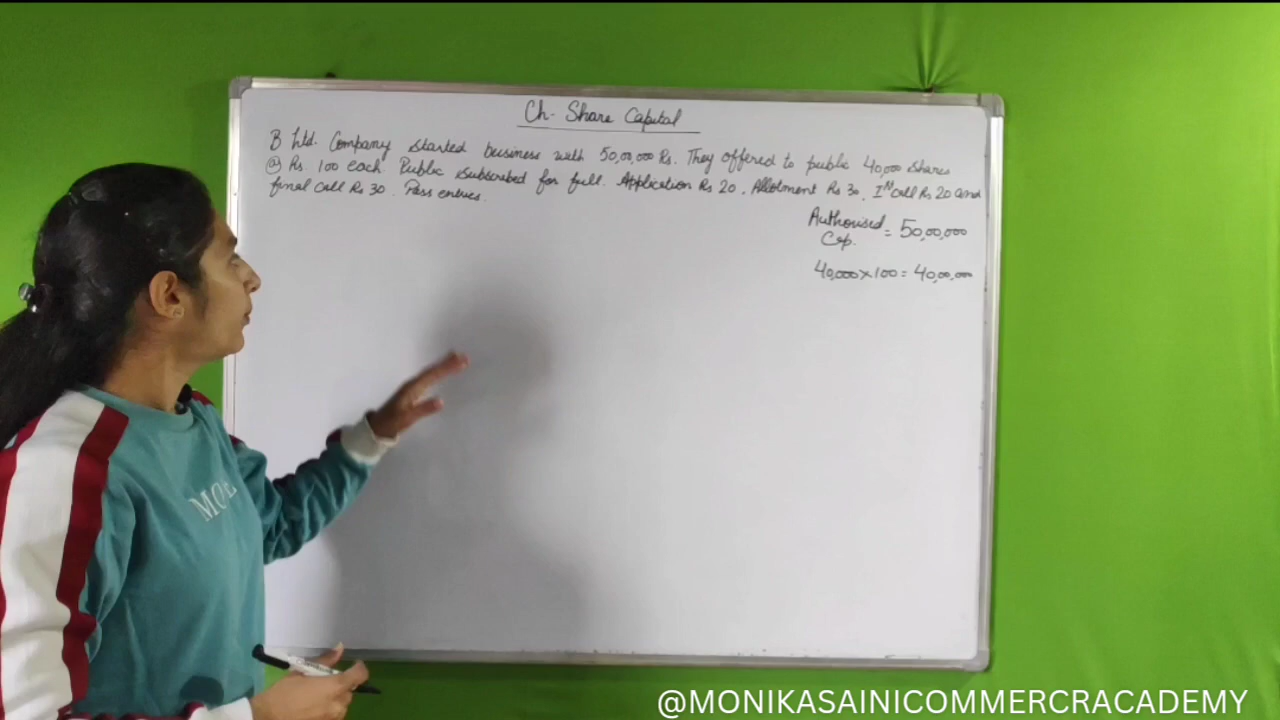 Ch- Share Capital
B Ltd. Company started business with 50,00,000 Rs. They offered to public 40,000 shares
@ Rs. 100 each. Public subscribed for full. Application Rs 20, Allotment Rs 30, Ist call Rs 20 and
final call Rs 30. Pass entries.
Authorised
Cap. = 50,00,000
40,000 x 100 = 40,00,000
MO
@MONIKASAINICOMMERCRACADEMY